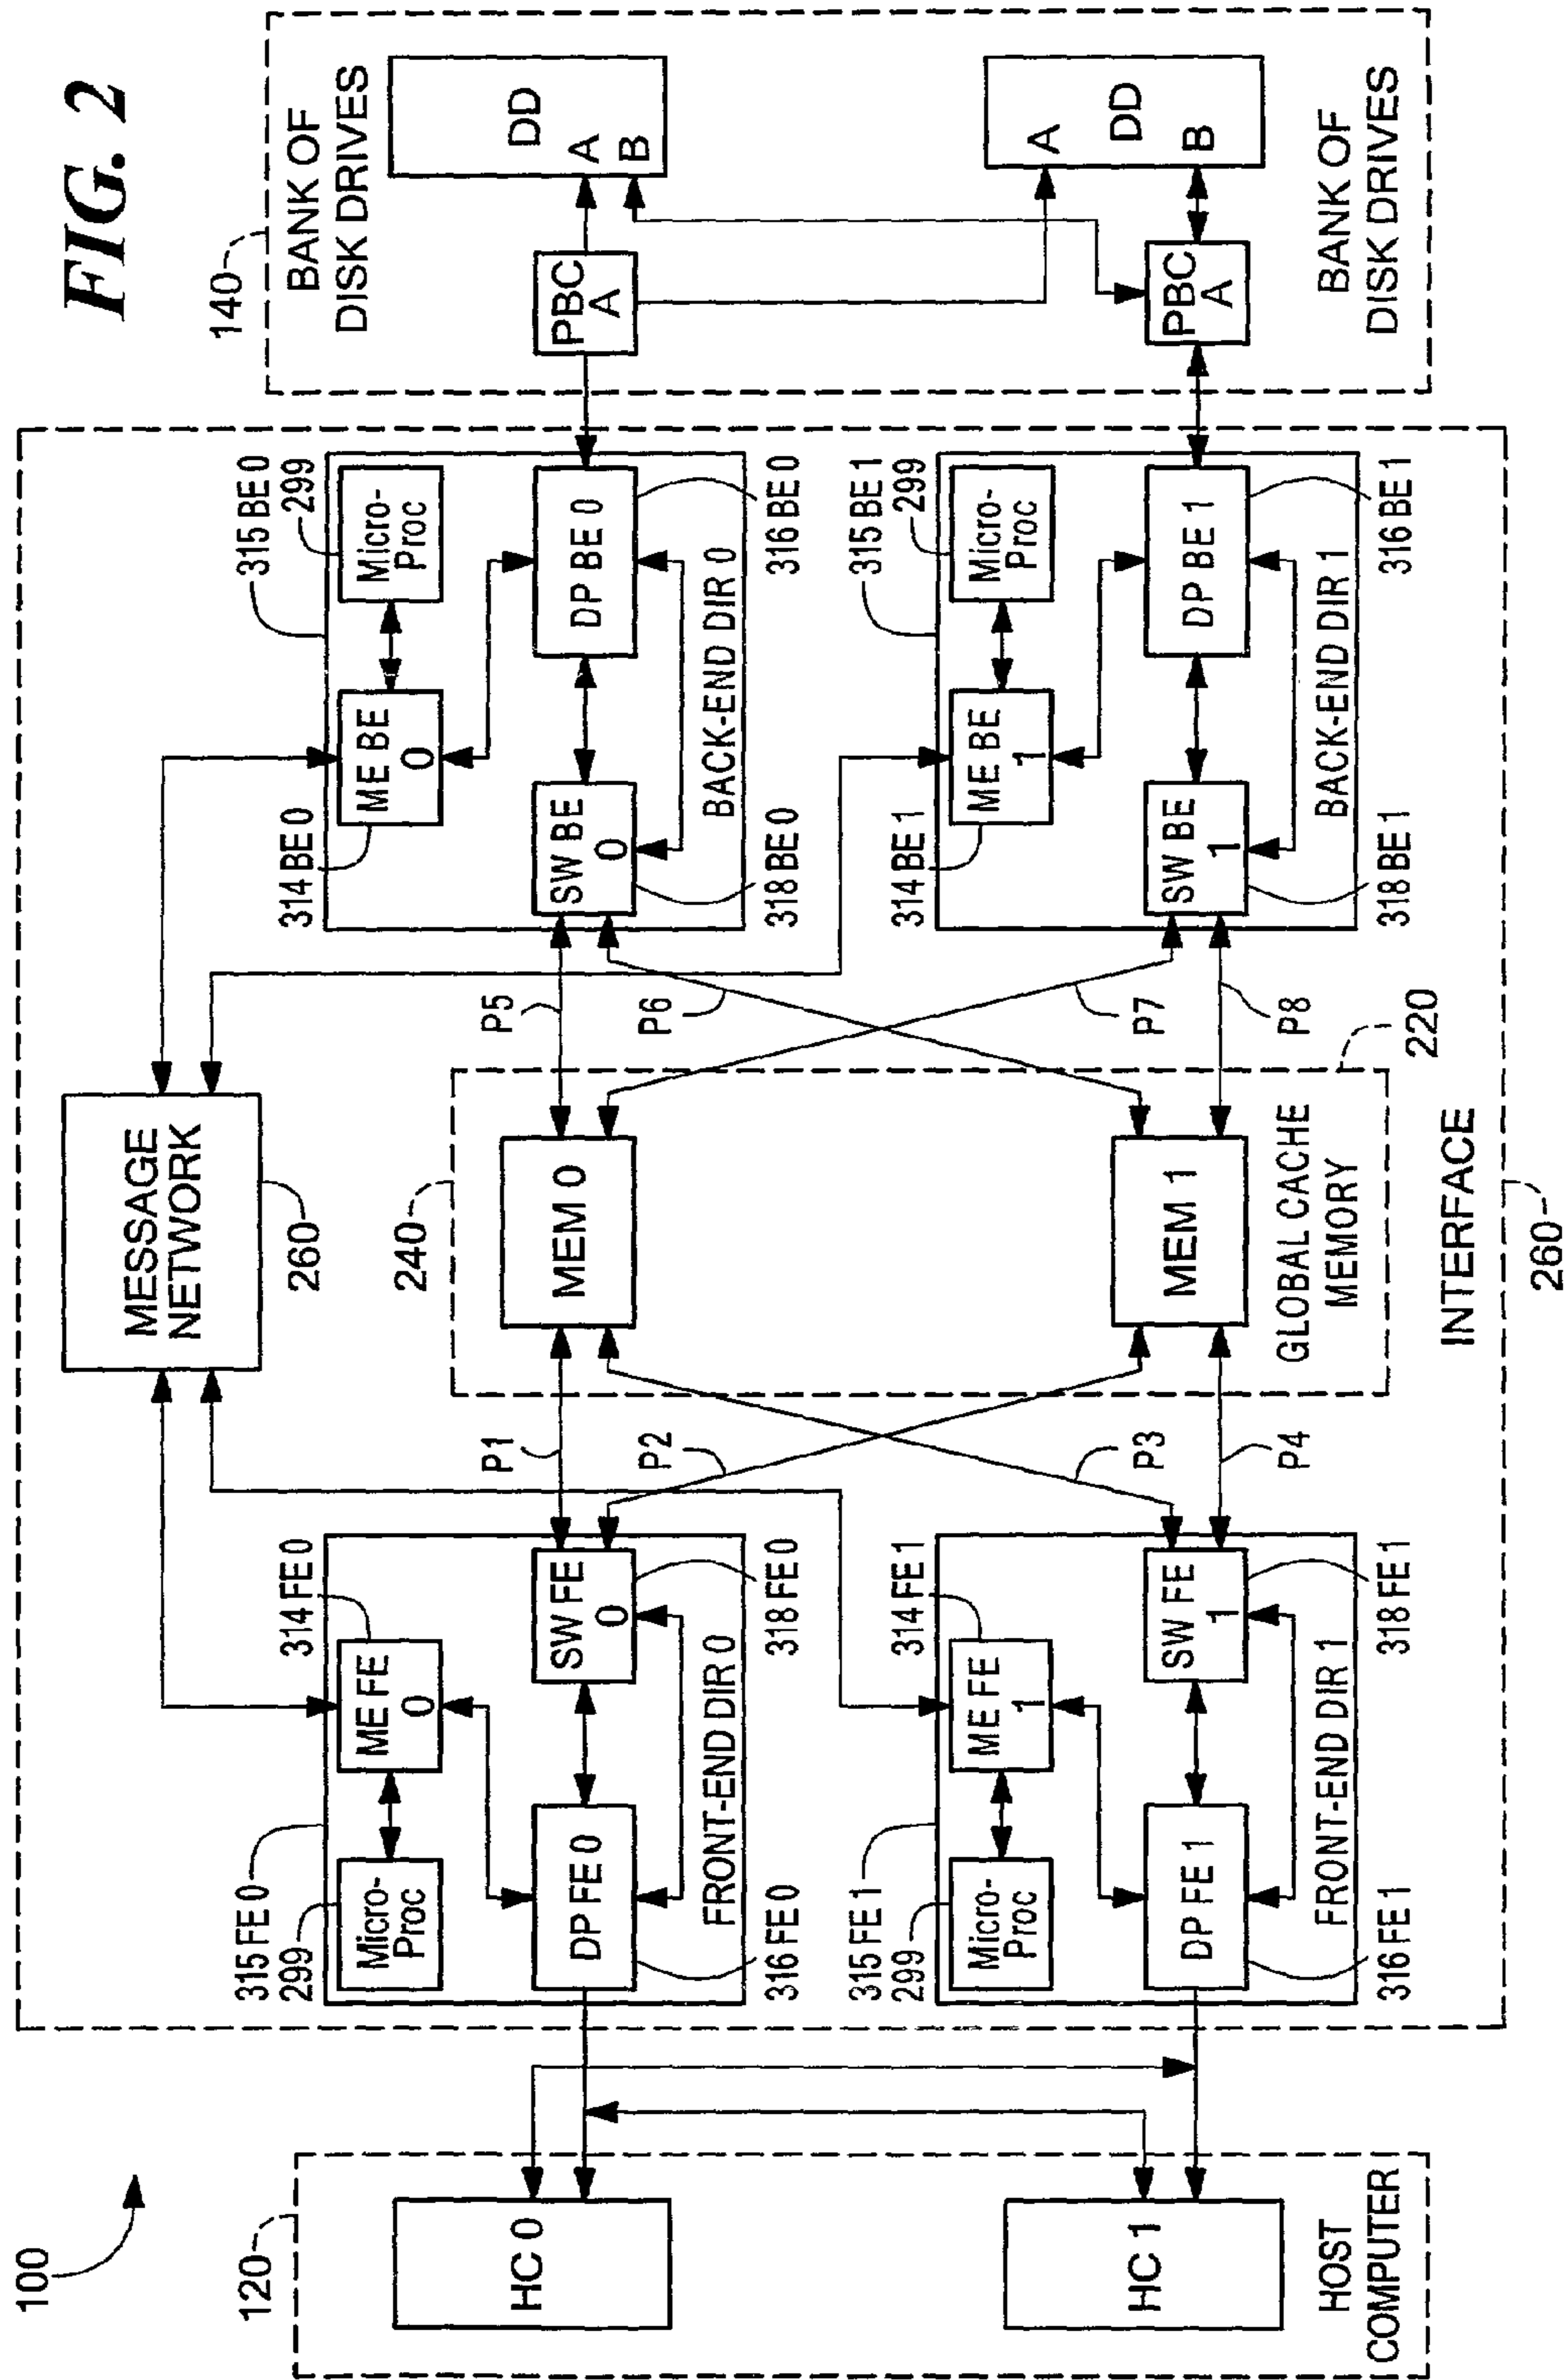 FIG. 2
100
120
HC 0
HC 1
HOST
COMPUTER
MESSAGE
NETWORK
260
315 FE 0
299
Micro-
Proc
314 FE 0
ME FE
0
DP FE 0
SW FE
0
FRONT-END DIR 0
316 FE 0
318 FE 0
315 FE 1
299
Micro-
Proc
314 FE 1
ME FE
1
DP FE 1
SW FE
1
FRONT-END DIR 1
316 FE 1
318 FE 1
P1
P2
P3
P4
240
MEM 0
MEM 1
GLOBAL CACHE
MEMORY
220
P5
P6
P7
P8
314 BE 0
315 BE 0
299
ME BE
0
Micro-
Proc
SW BE
0
DP BE 0
BACK-END DIR 0
318 BE 0
316 BE 0
314 BE 1
315 BE 1
299
ME BE
1
Micro-
Proc
SW BE
1
DP BE 1
BACK-END DIR 1
318 BE 1
316 BE 1
INTERFACE
260
140
BANK OF
DISK DRIVES
PBC
A
DD
A
B
PBC
A
A
DD
B
BANK OF
DISK DRIVES